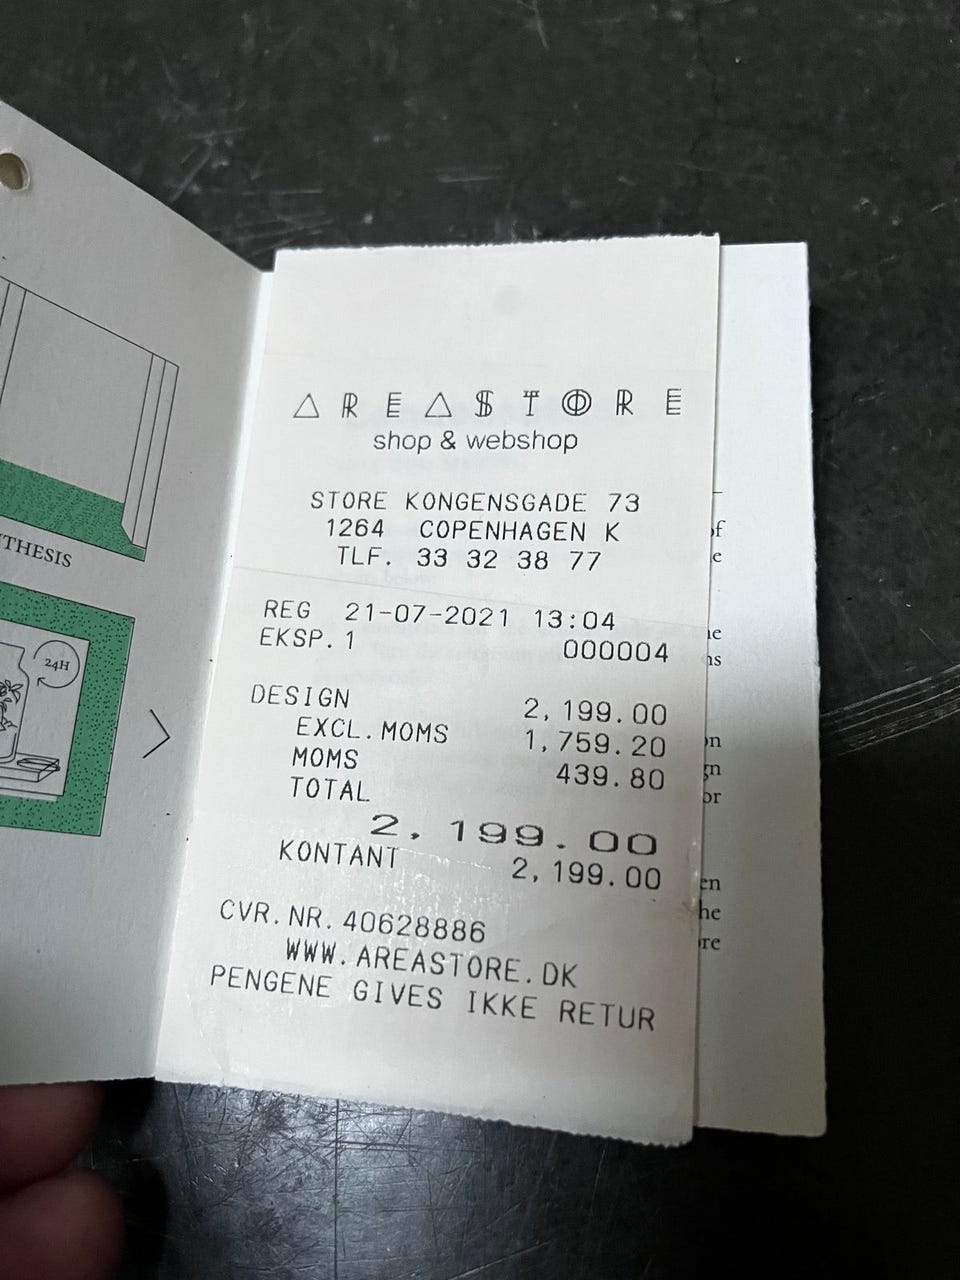 AREASTORE
shop & webshop
STORE KONGENSGADE 73
1264 COPENHAGEN K
TLF. 33 32 38 77
REG 21-07-2021 13:04
EKSP.1 000004
DESIGN 2,199.00
EXCL.MOMS 1,759.20
MOMS 439.80
TOTAL
2,199.00
KONTANT 2,199.00
CVR.NR.40628886
WWW.AREASTORE.DK
PENGENE GIVES IKKE RETUR
24H